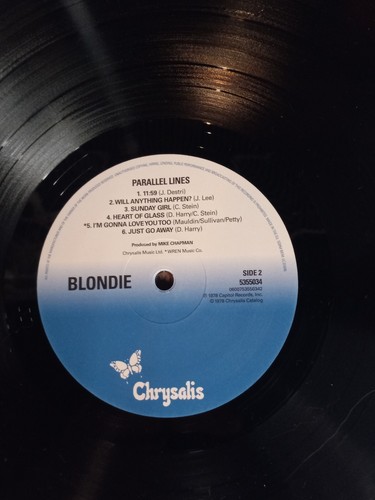 PARALLEL LINES
1. 11:59 (J. Destri)
2. WILL ANYTHING HAPPEN? (J. Lee)
3. SUNDAY GIRL (C. Stein)
4. HEART OF GLASS (D. Harry/C. Stein)
*5. I'M GONNA LOVE YOU TOO (Mauldin/Sullivan/Petty)
6. JUST GO AWAY (D. Harry)
Produced by MIKE CHAPMAN
Chrysalis Music Ltd. *WREN Music Co.
BLONDIE
SIDE 2
5355034
℗ 1978 Capitol Records, Inc.
© 1978 Chrysalis Catalog
Chrysalis